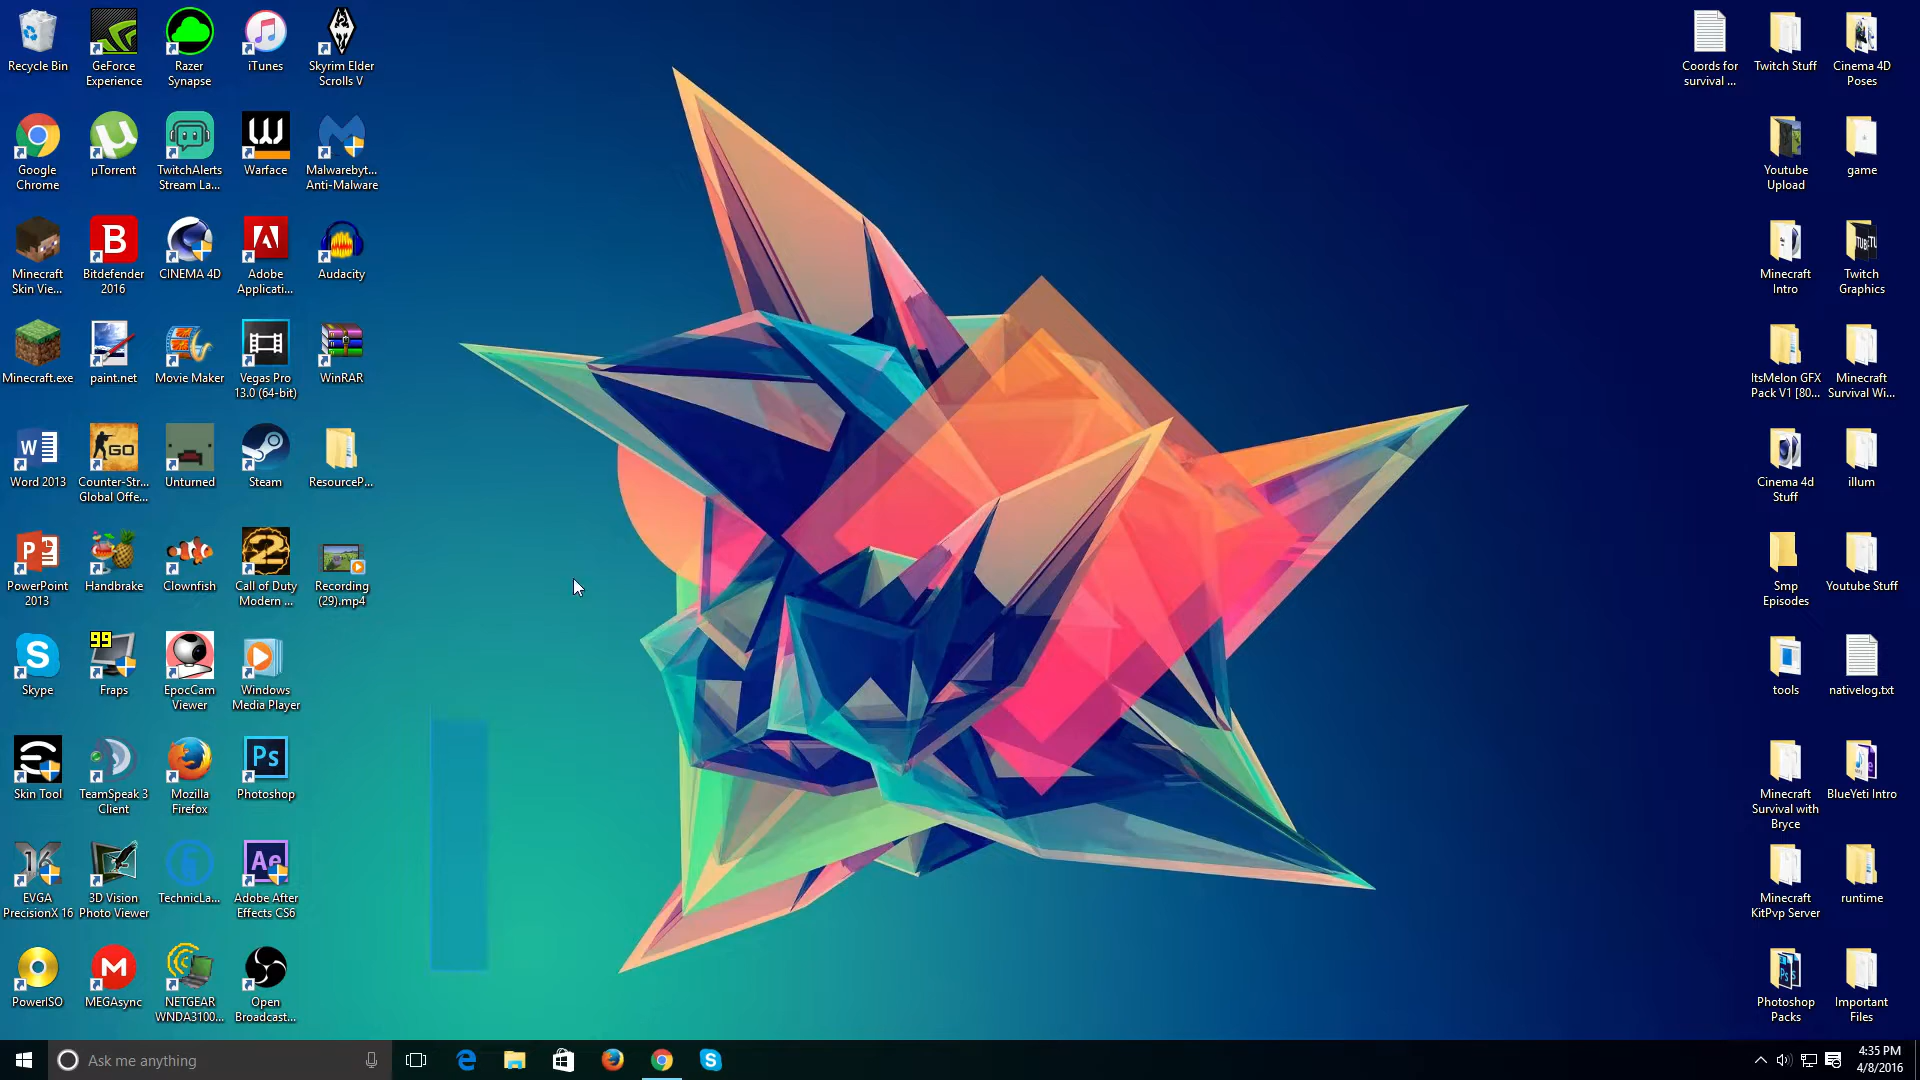 Recycle Bin
GeForce
Experience
Razer
Synapse
iTunes
Skyrim Elder
Scrolls V
Google
Chrome
µTorrent
TwitchAlerts
Stream La...
Warface
Malwarebyt...
Anti-Malware
Minecraft
Skin Vie...
B
Bitdefender
2016
CINEMA 4D
Adobe
Applicati...
Audacity
Minecraft.exe
paint.net
Movie Maker
Vegas Pro
13.0 (64-bit)
WinRAR
W
Word 2013
GO
Counter-Str...
Global Offe...
Unturned
Steam
ResourceP...
P
PowerPoint
2013
Handbrake
Clownfish
2
Call of Duty
Modern ...
Recording
(29).mp4
S
Skype
99
Fraps
EpocCam
Viewer
Windows
Media Player
Skin Tool
TeamSpeak 3
Client
Mozilla
Firefox
Ps
Photoshop
16
EVGA
PrecisionX 16
3D Vision
Photo Viewer
TechnicLa...
Ae
Adobe After
Effects CS6
PowerISO
M
MEGAsync
NETGEAR
WNDA3100...
Open
Broadcast...
Coords for
survival ...
Twitch Stuff
Cinema 4D
Poses
Youtube
Upload
game
Minecraft
Intro
Twitch
Graphics
ItsMelon GFX
Pack V1 [80...
Minecraft
Survival Wi...
Cinema 4d
Stuff
illum
Smp
Episodes
Youtube Stuff
tools
nativelog.txt
Minecraft
Survival with
Bryce
BlueYeti Intro
Minecraft
KitPvp Server
runtime
Photoshop
Packs
Important
Files
Ask me anything
4:35 PM
4/8/2016